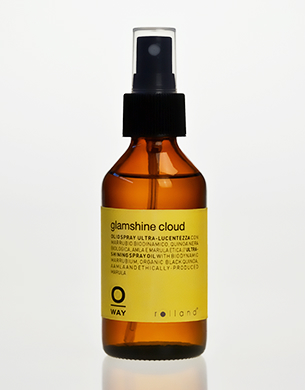 glamshine cloud
OLIO SPRAY ULTRA-LUCENTEZZA CON
MARRUBIO BIODINAMICO, QUINOA NERA
BIOLOGICA, AMLA E MARULA ETICA // ULTRA-
SHINING SPRAY OIL WITH BIODYNAMIC
MARRUBIUM, ORGANIC BLACK QUINOA,
AMLA AND ETHICALLY-PRODUCED
MARULA
O
WAY
rolland